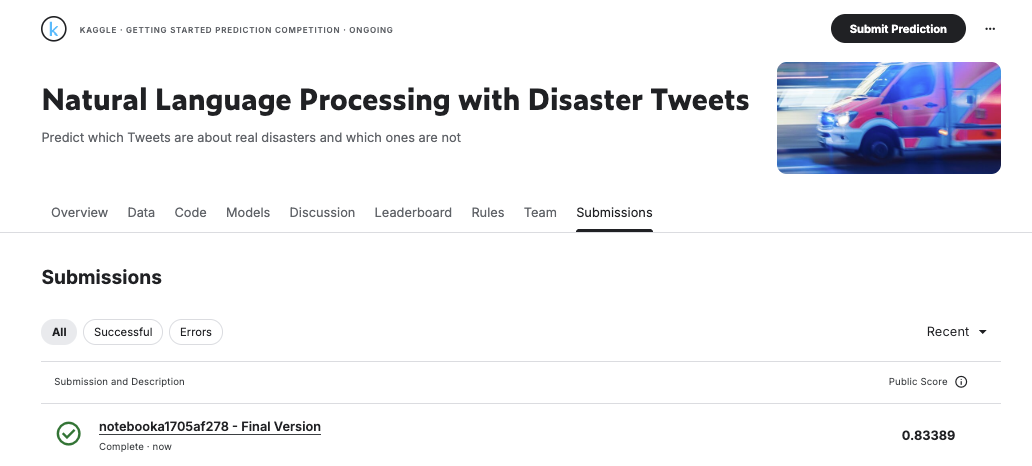 k
KAGGLE · GETTING STARTED PREDICTION COMPETITION · ONGOING
Submit Prediction
...
Natural Language Processing with Disaster Tweets
Predict which Tweets are about real disasters and which ones are not
Overview Data Code Models Discussion Leaderboard Rules Team Submissions
Submissions
All Successful Errors
Recent
Submission and Description Public Score
notebooka1705af278 - Final Version
Complete · now
0.83389